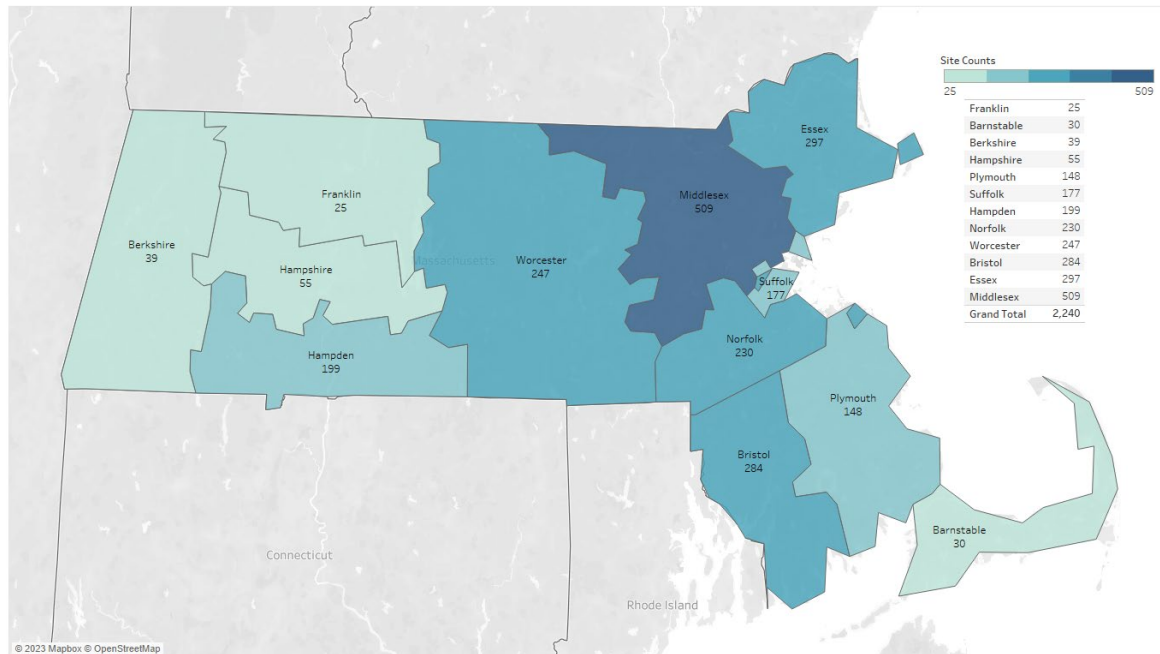 Site Counts
25 509
Franklin 25
Barnstable 30
Berkshire 39
Hampshire 55
Plymouth 148
Suffolk 177
Hampden 199
Norfolk 230
Worcester 247
Bristol 284
Essex 297
Middlesex 509
Grand Total 2,240
Essex
297
Middlesex
509
Franklin
25
Berkshire
39
Massachusetts
Worcester
247
Hampshire
55
Suffolk
177
Norfolk
230
Hampden
199
Plymouth
148
Bristol
284
Barnstable
30
Connecticut
Rhode Island
© 2023 Mapbox © OpenStreetMap